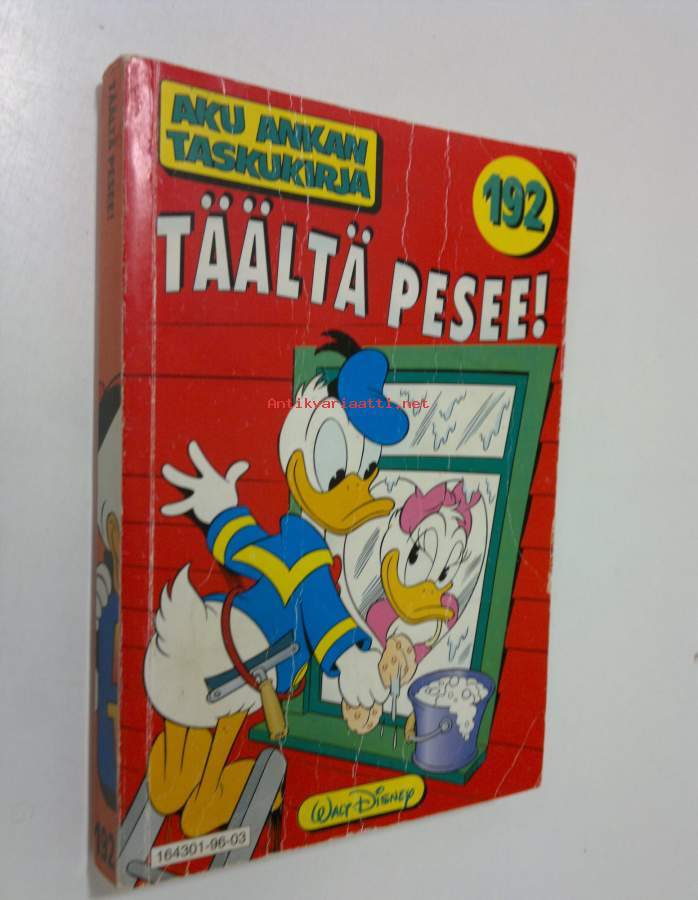 TÄÄLTÄ PESEE!
192
AKU ANKAN
TASKUKIRJA
192
TÄÄLTÄ PESEE!
Antikvariaatti.net
WALT DISNEY
164301-96-03